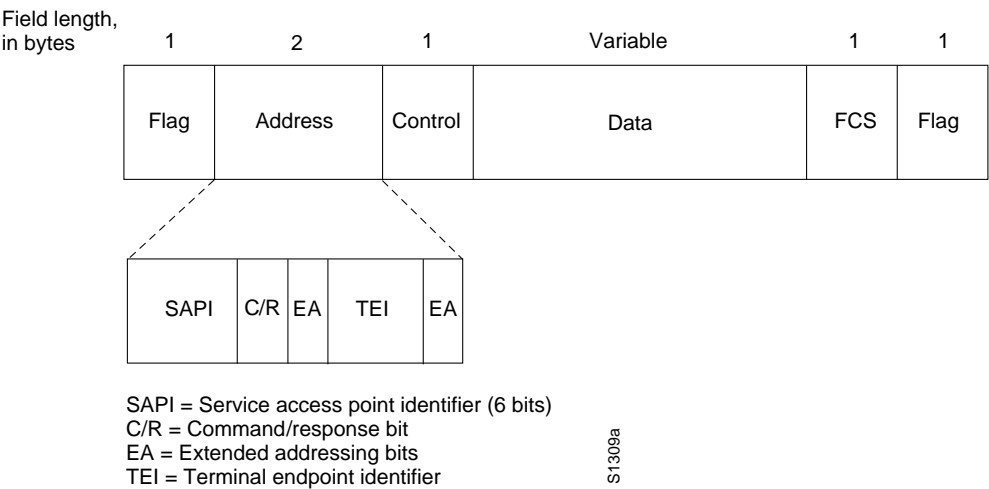 Field length,
in bytes 1 2 1 Variable 1 1
Flag Address Control Data FCS Flag
SAPI C/R EA TEI EA
SAPI = Service access point identifier (6 bits)
C/R = Command/response bit
EA = Extended addressing bits
TEI = Terminal endpoint identifier
S1309a